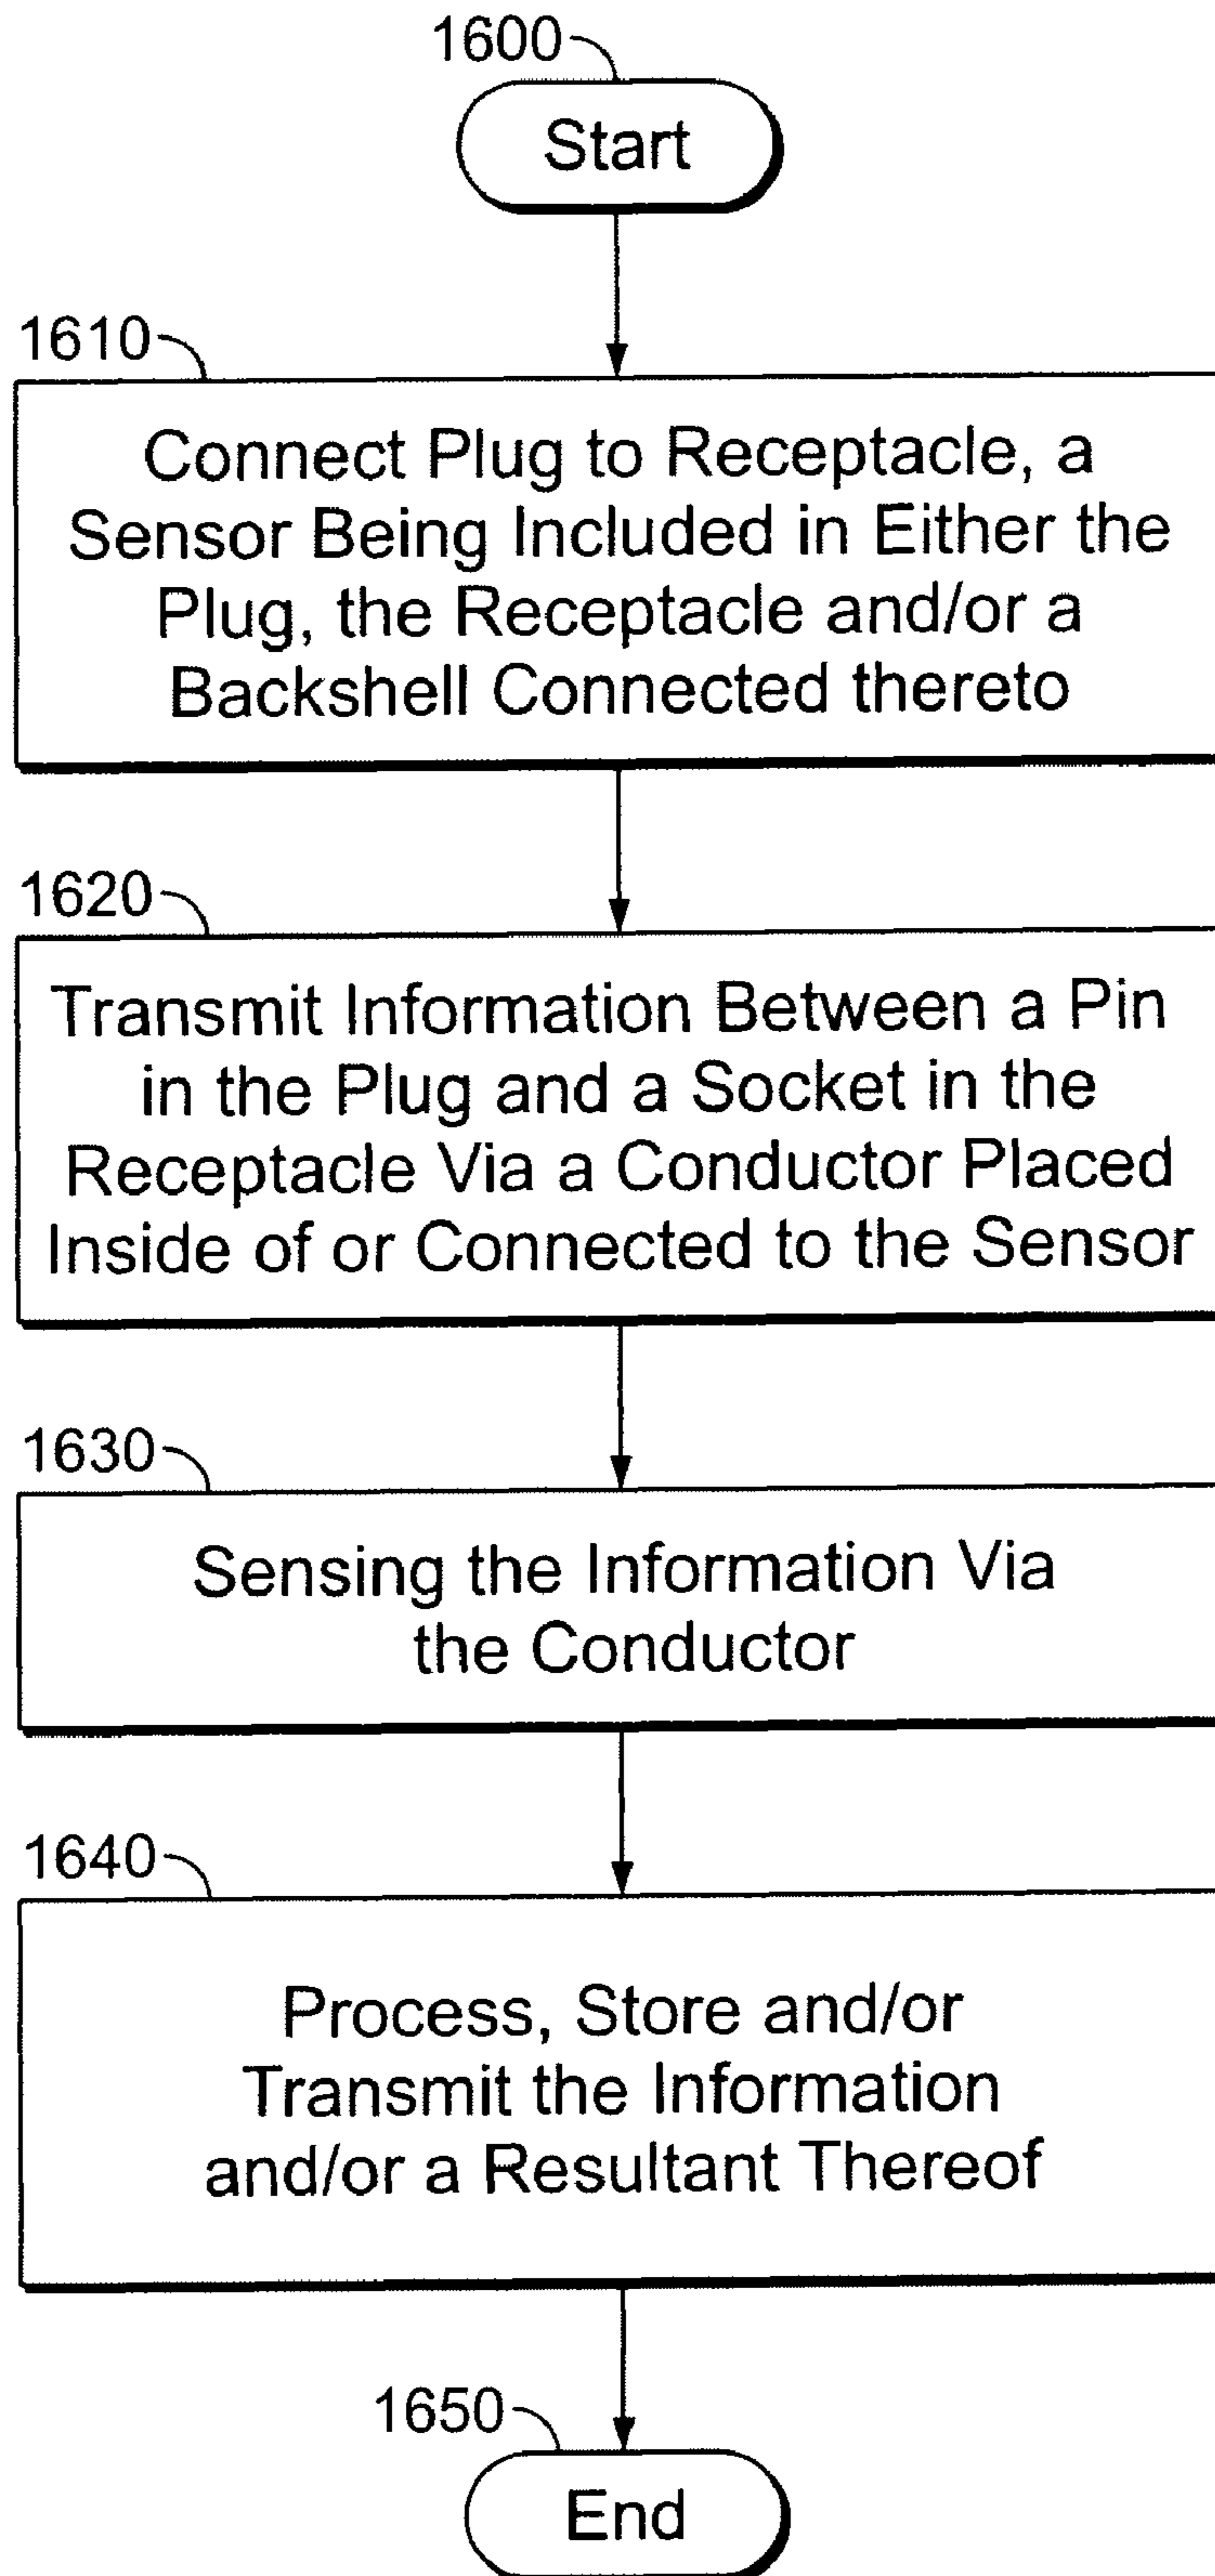 1600
Start
1610
Connect Plug to Receptacle, a
Sensor Being Included in Either the
Plug, the Receptacle and/or a
Backshell Connected thereto
1620
Transmit Information Between a Pin
in the Plug and a Socket in the
Receptacle Via a Conductor Placed
Inside of or Connected to the Sensor
1630
Sensing the Information Via
the Conductor
1640
Process, Store and/or
Transmit the Information
and/or a Resultant Thereof
1650
End